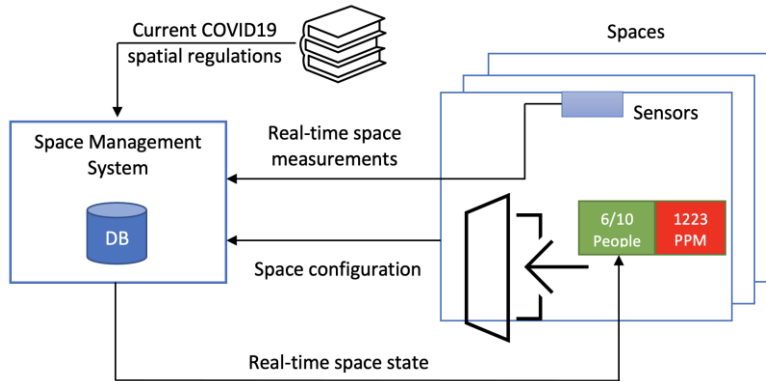 Current COVID19
spatial regulations
Spaces
Sensors
Space Management
System
DB
Real-time space
measurements
6/10
People
1223
PPM
Space configuration
Real-time space state